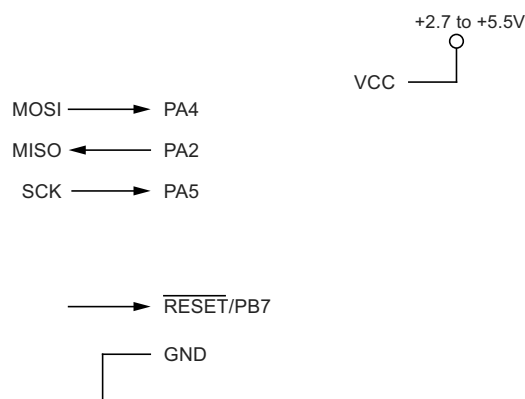 +2.7 to +5.5V
VCC
MOSI PA4
MISO PA2
SCK PA5
RESET/PB7
GND